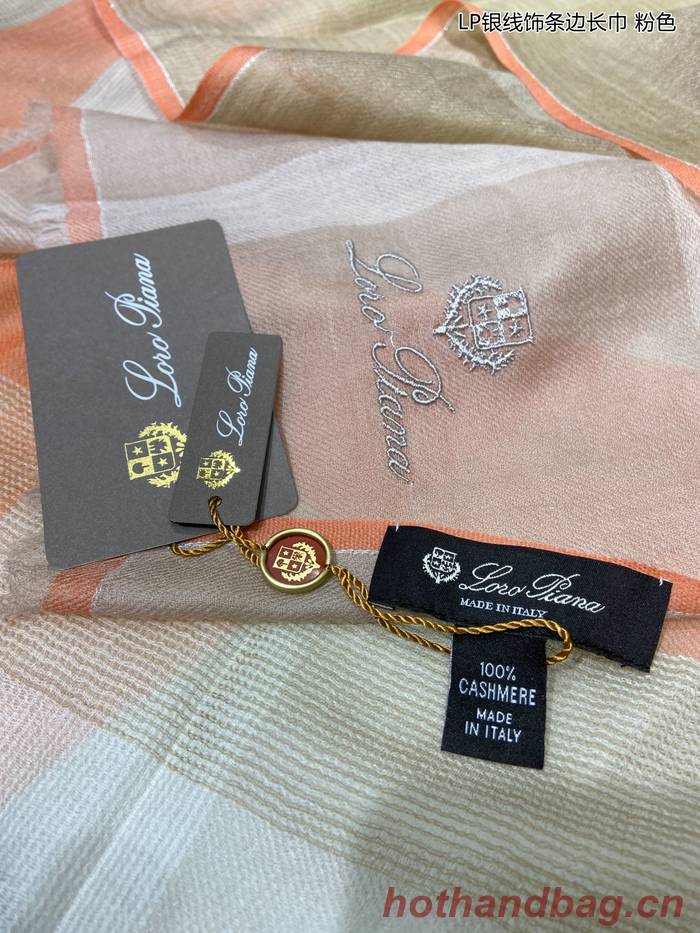 LP银线饰条边长巾 粉色
Loro Piana
Loro Piana
Loro Piana
Loro Piana
MADE IN ITALY
100%
CASHMERE
MADE
IN ITALY
hothandbag.cn